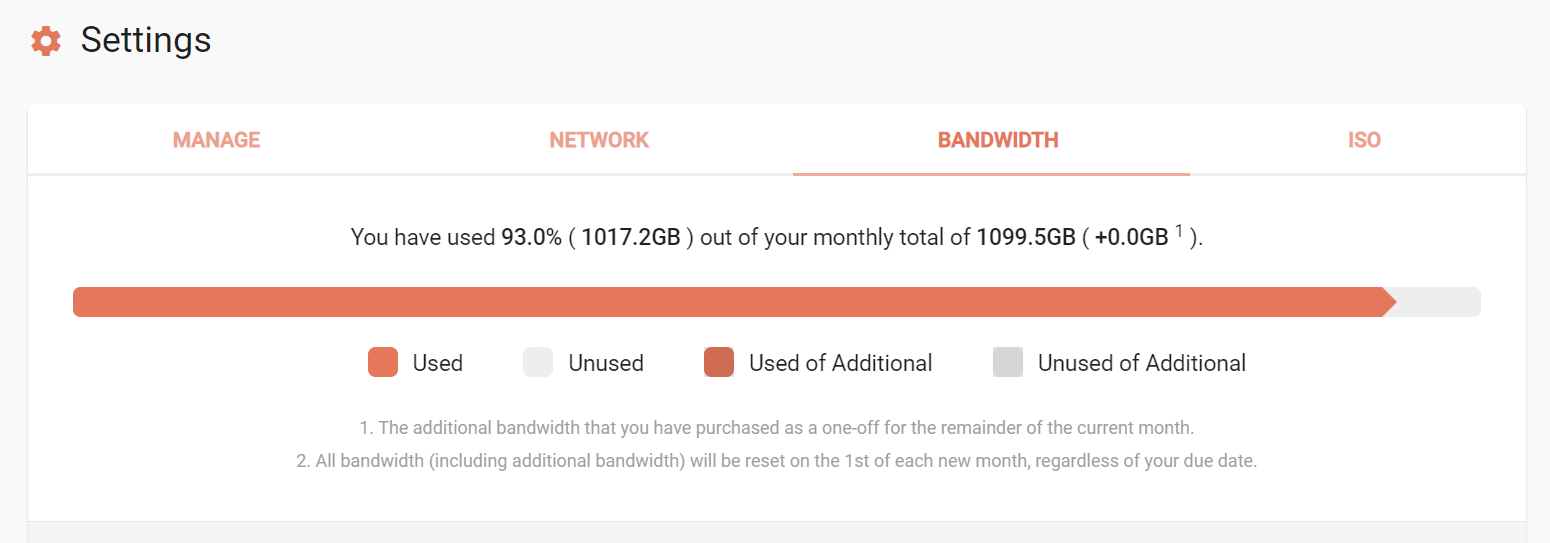 Settings
MANAGE NETWORK BANDWIDTH ISO
You have used 93.0% ( 1017.2GB ) out of your monthly total of 1099.5GB ( +0.0GB 1 ).
Used Unused Used of Additional Unused of Additional
1. The additional bandwidth that you have purchased as a one-off for the remainder of the current month.
2. All bandwidth (including additional bandwidth) will be reset on the 1st of each new month, regardless of your due date.